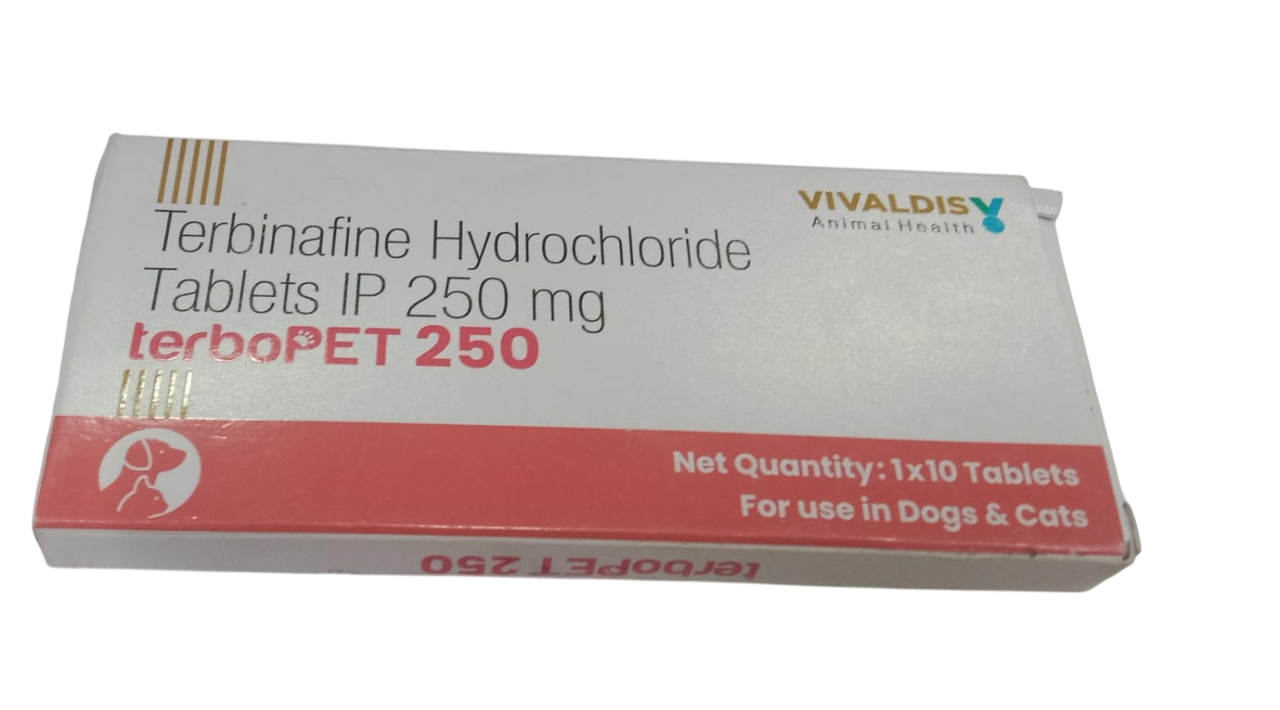 VIVALDIS
Animal Health
Terbinafine Hydrochloride
Tablets IP 250 mg
terboPET 250
Net Quantity: 1x10 Tablets
For use in Dogs & Cats
terboPET 250